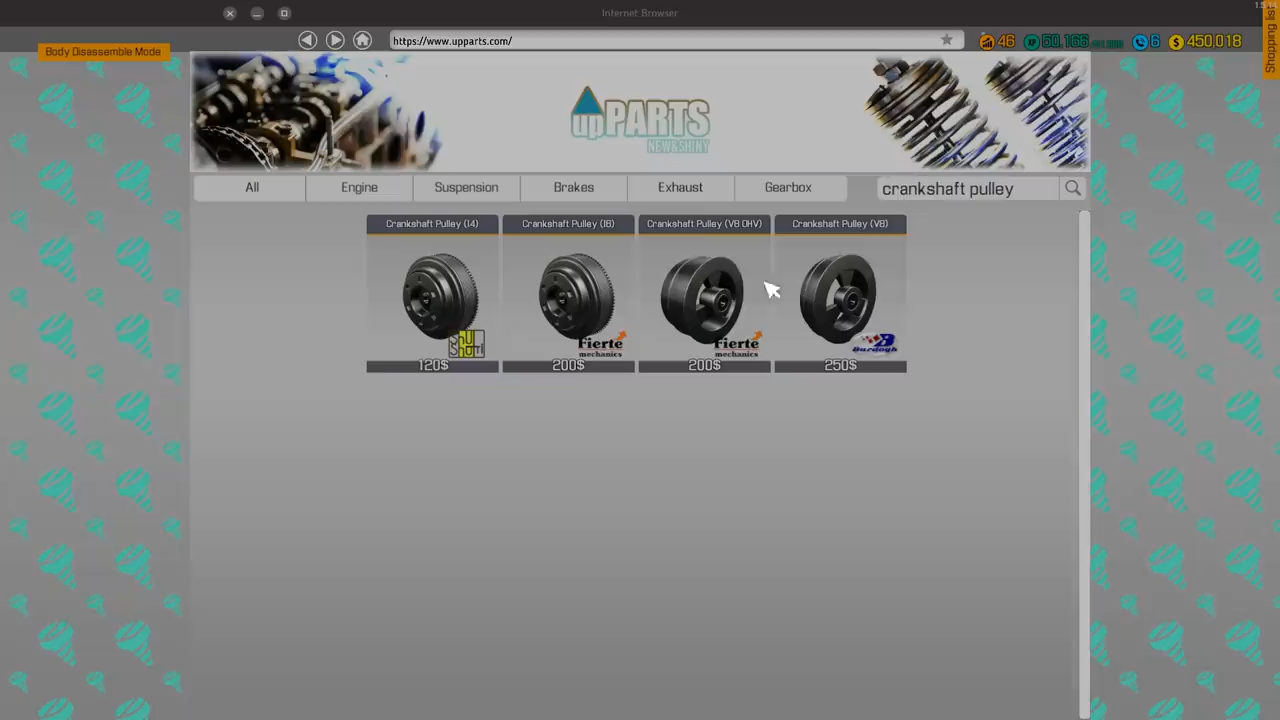 Internet Browser
Body Disassemble Mode
https://www.upparts.com/
46
50,166
6
$ 450,018
Shopping list
upPARTS
NEW&SHINY
All
Engine
Suspension
Brakes
Exhaust
Gearbox
crankshaft pulley
Crankshaft Pulley (I4)
Crankshaft Pulley (I6)
Crankshaft Pulley (V8 OHV)
Crankshaft Pulley (V8)
Fierte
mechanics
Fierte
mechanics
120$
200$
200$
250$